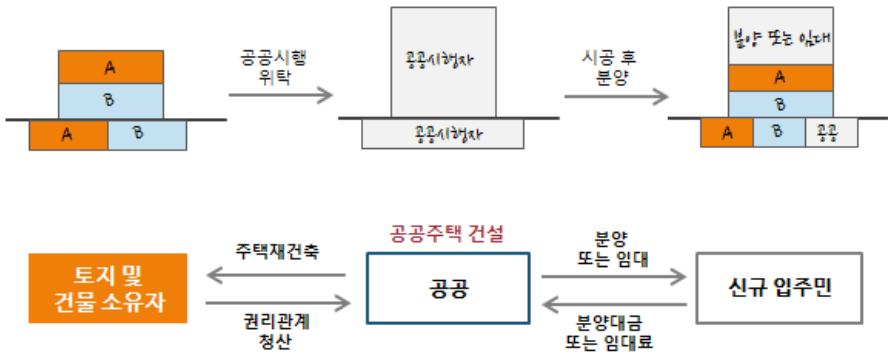 A
B
A
B
공공시행
위탁
공공시행자
공공시행자
시공 후
분양
분양 또는 임대
A
B
A
B
공공
토지 및
건물 소유자
주택재건축
권리관계
청산
공공주택 건설
공공
분양
또는 임대
분양대금
또는 임대료
신규 입주민